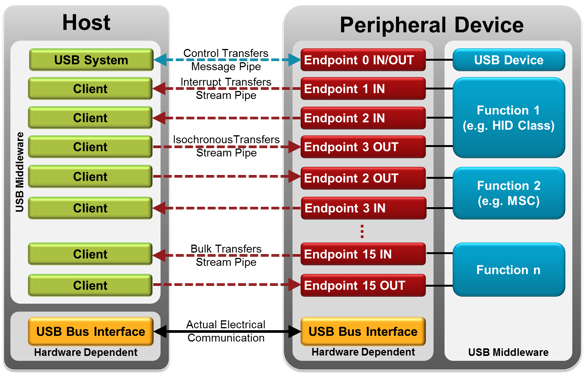 Host
Peripheral Device
USB System
Control Transfers
Message Pipe
Endpoint 0 IN/OUT
USB Device
Client
Interrupt Transfers
Stream Pipe
Endpoint 1 IN
Client
Endpoint 2 IN
Function 1
(e.g. HID Class)
Client
IsochronousTransfers
Stream Pipe
Endpoint 3 OUT
Client
Endpoint 2 OUT
Function 2
(e.g. MSC)
Client
Endpoint 3 IN
Client
Bulk Transfers
Stream Pipe
Endpoint 15 IN
Function n
Client
Endpoint 15 OUT
USB Middleware
USB Bus Interface
Actual Electrical
Communication
USB Bus Interface
Hardware Dependent
Hardware Dependent
USB Middleware